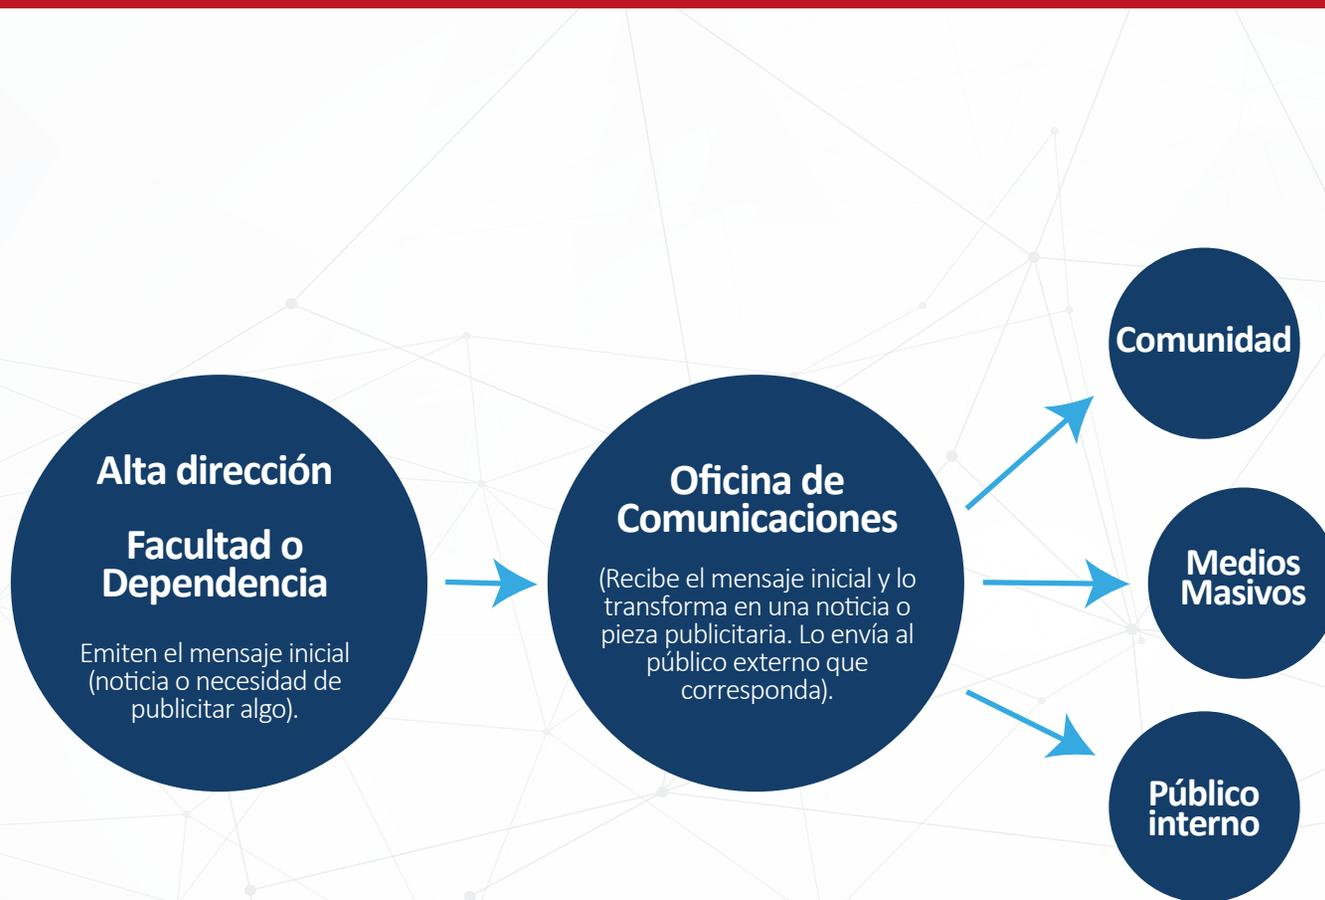 Alta dirección
Facultad o
Dependencia
Emiten el mensaje inicial
(noticia o necesidad de
publicitar algo).
Oficina de
Comunicaciones
(Recibe el mensaje inicial y lo
transforma en una noticia o
pieza publicitaria. Lo envía al
público externo que
corresponda).
Comunidad
Medios
Masivos
Público
interno